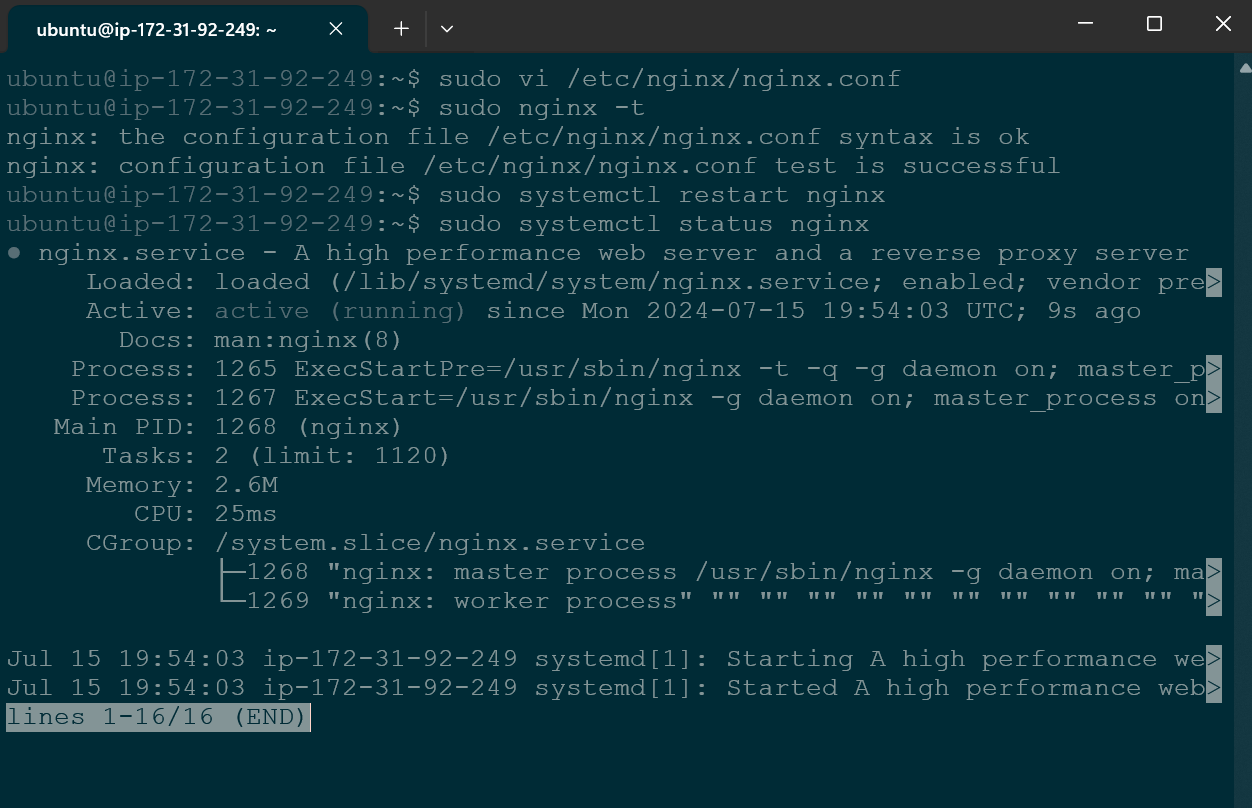 ubuntu@ip-172-31-92-249: ~
ubuntu@ip-172-31-92-249:~$ sudo vi /etc/nginx/nginx.conf
ubuntu@ip-172-31-92-249:~$ sudo nginx -t
nginx: the configuration file /etc/nginx/nginx.conf syntax is ok
nginx: configuration file /etc/nginx/nginx.conf test is successful
ubuntu@ip-172-31-92-249:~$ sudo systemctl restart nginx
ubuntu@ip-172-31-92-249:~$ sudo systemctl status nginx
● nginx.service - A high performance web server and a reverse proxy server
     Loaded: loaded (/lib/systemd/system/nginx.service; enabled; vendor pre>
     Active: active (running) since Mon 2024-07-15 19:54:03 UTC; 9s ago
       Docs: man:nginx(8)
    Process: 1265 ExecStartPre=/usr/sbin/nginx -t -q -g daemon on; master_p>
    Process: 1267 ExecStart=/usr/sbin/nginx -g daemon on; master_process on>
   Main PID: 1268 (nginx)
      Tasks: 2 (limit: 1120)
     Memory: 2.6M
        CPU: 25ms
     CGroup: /system.slice/nginx.service
             ├─1268 "nginx: master process /usr/sbin/nginx -g daemon on; ma>
             └─1269 "nginx: worker process" "" "" "" "" "" "" "" "" "" "" ">
Jul 15 19:54:03 ip-172-31-92-249 systemd[1]: Starting A high performance we>
Jul 15 19:54:03 ip-172-31-92-249 systemd[1]: Started A high performance web>
lines 1-16/16 (END)